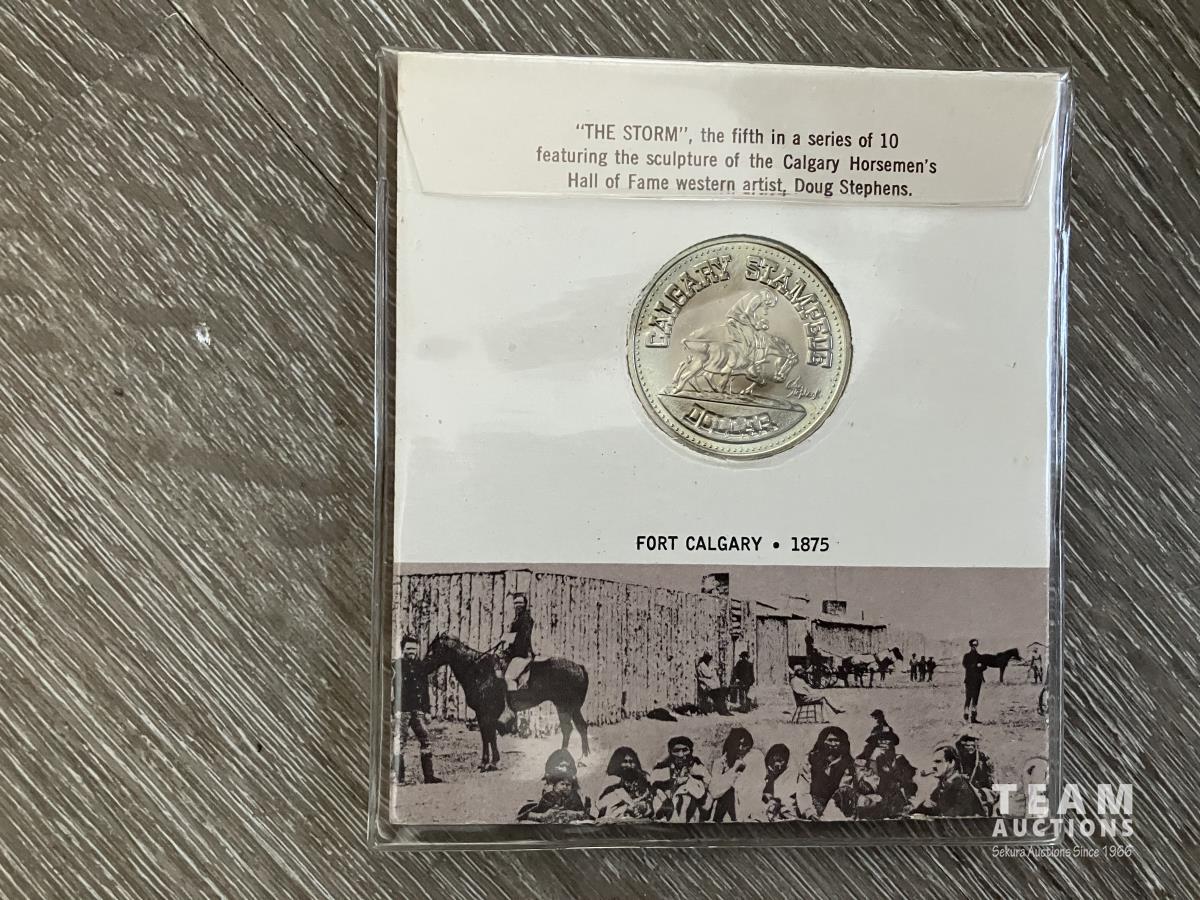 "THE STORM", the fifth in a series of 10
featuring the sculpture of the Calgary Horsemen's
Hall of Fame western artist, Doug Stephens.
CALGARY STAMPEDE
DOLLAR
FORT CALGARY • 1875
TEAM
AUCTIONS
Sekura Auctions Since 1966